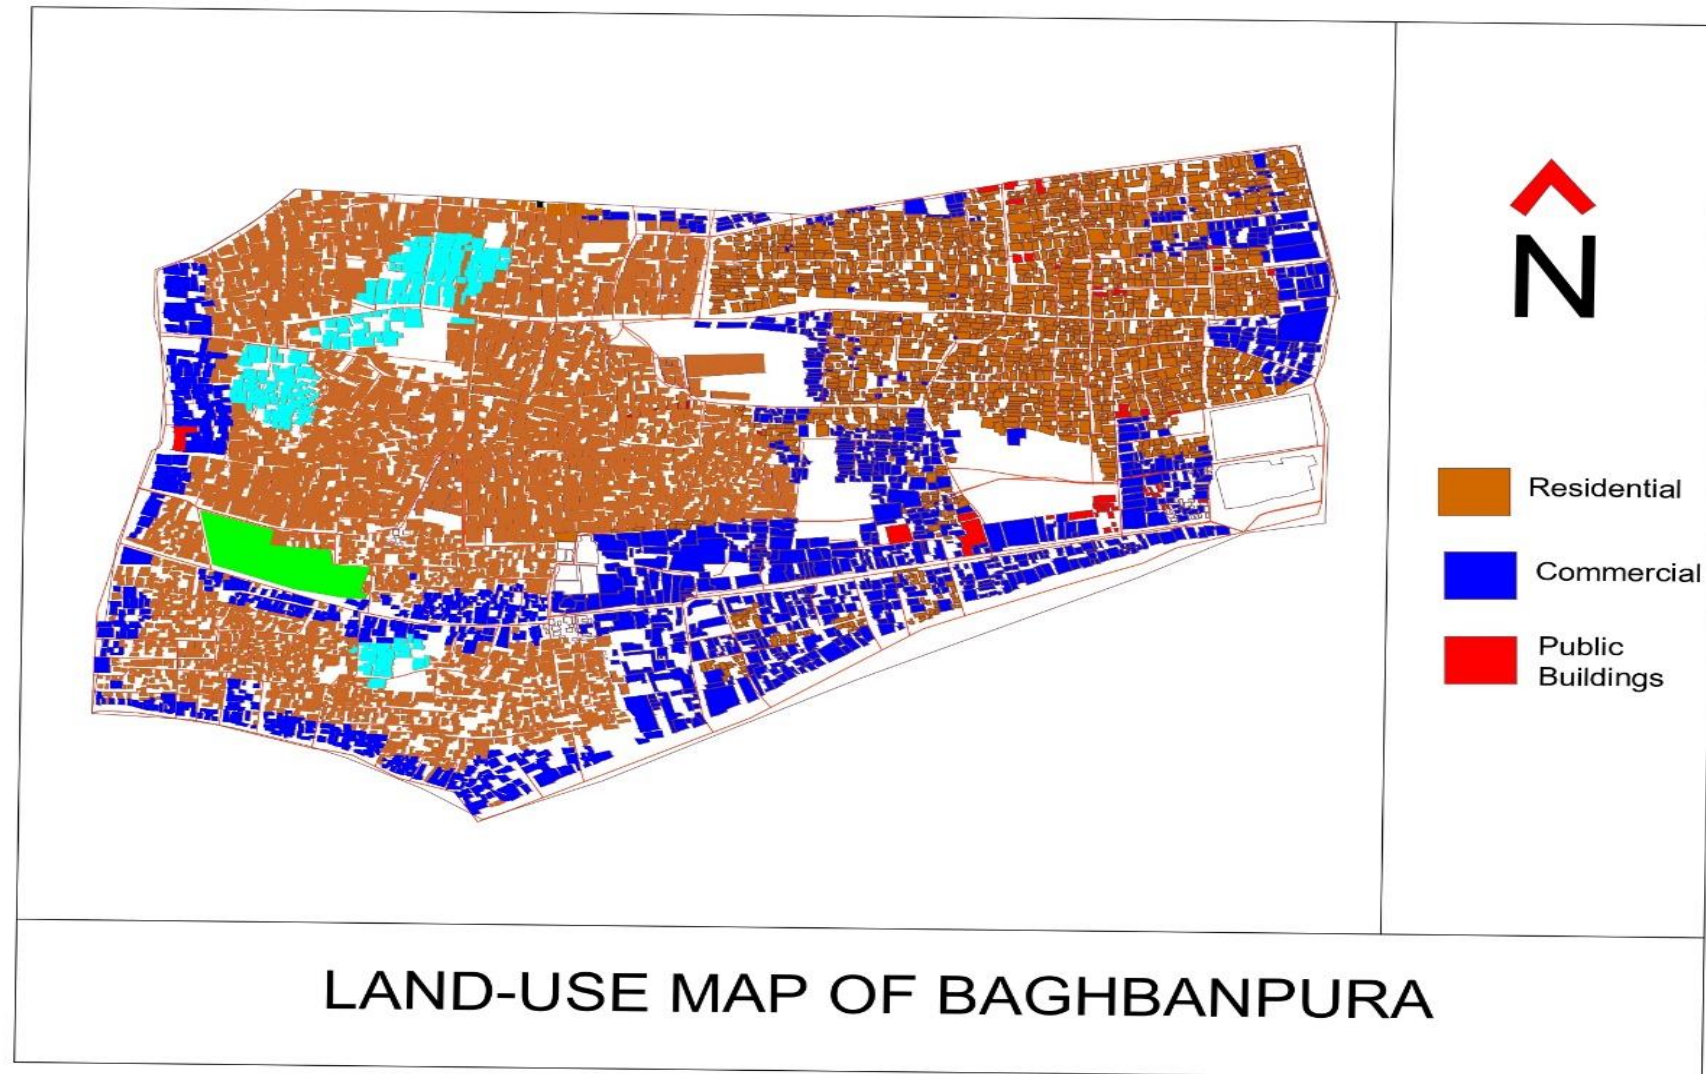 N
Residential
Commercial
Public
Buildings
LAND-USE MAP OF BAGHBANPURA